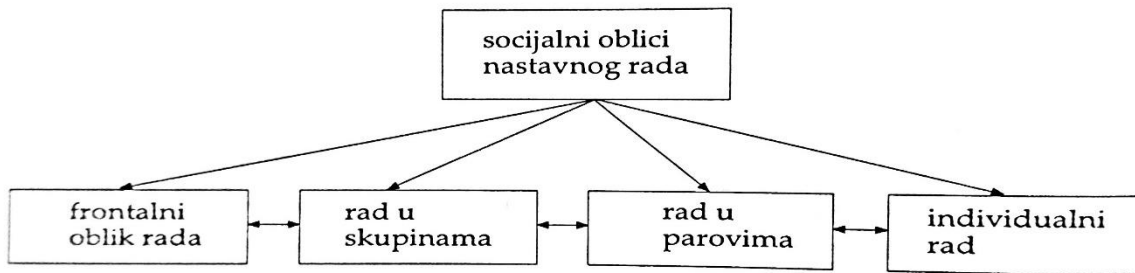 socijalni oblici
nastavnog rada
frontalni
oblik rada
rad u
skupinama
rad u
parovima
individualni
rad